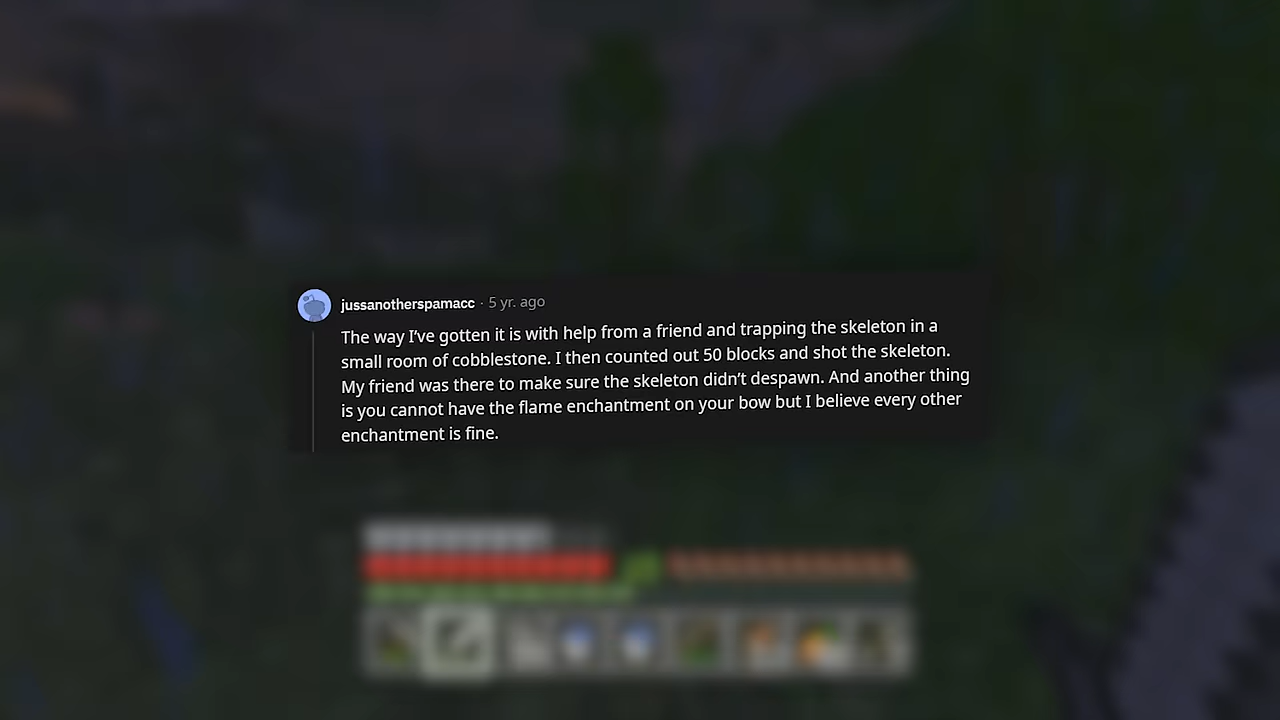 jussanotherspamacc · 5 yr. ago
The way I’ve gotten it is with help from a friend and trapping the skeleton in a
small room of cobblestone. I then counted out 50 blocks and shot the skeleton.
My friend was there to make sure the skeleton didn’t despawn. And another thing
is you cannot have the flame enchantment on your bow but I believe every other
enchantment is fine.